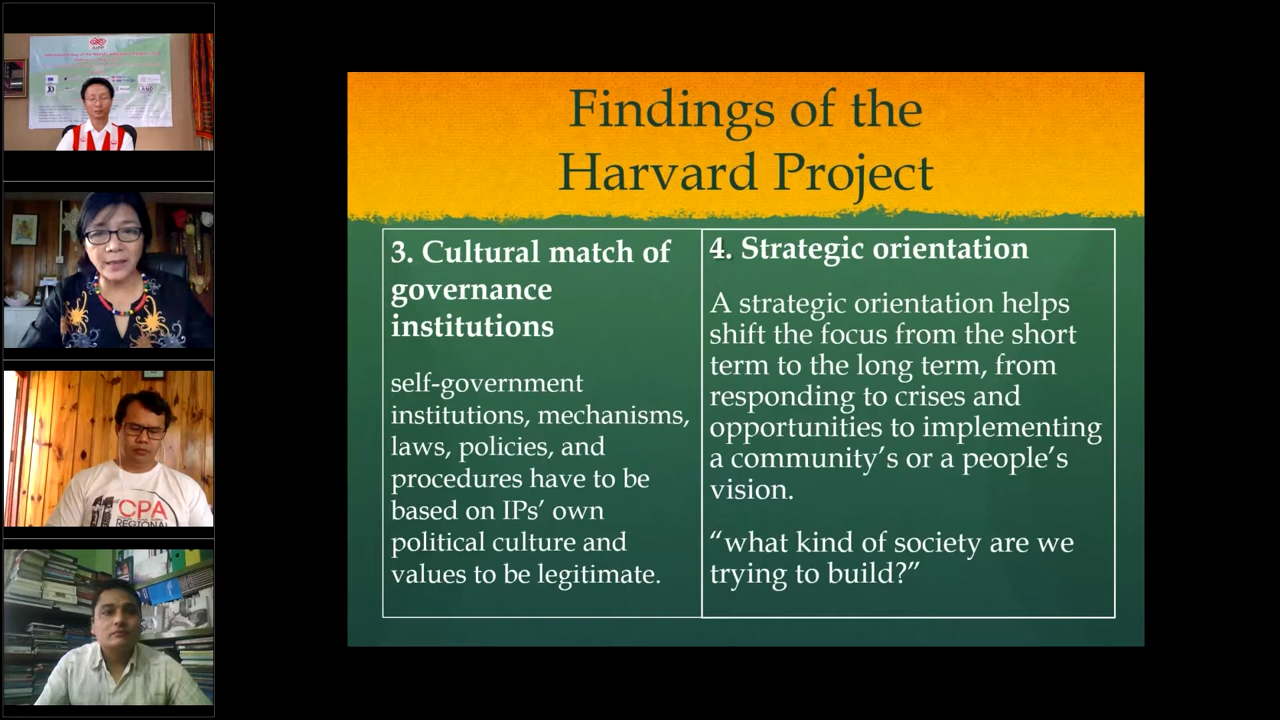 AIPP
Findings of the
Harvard Project
3. Cultural match of
governance
institutions
self-government
institutions, mechanisms,
laws, policies, and
procedures have to be
based on IPs’ own
political culture and
values to be legitimate.
4. Strategic orientation
A strategic orientation helps
shift the focus from the short
term to the long term, from
responding to crises and
opportunities to implementing
a community’s or a people’s
vision.
“what kind of society are we
trying to build?”
CPA
REGIONAL